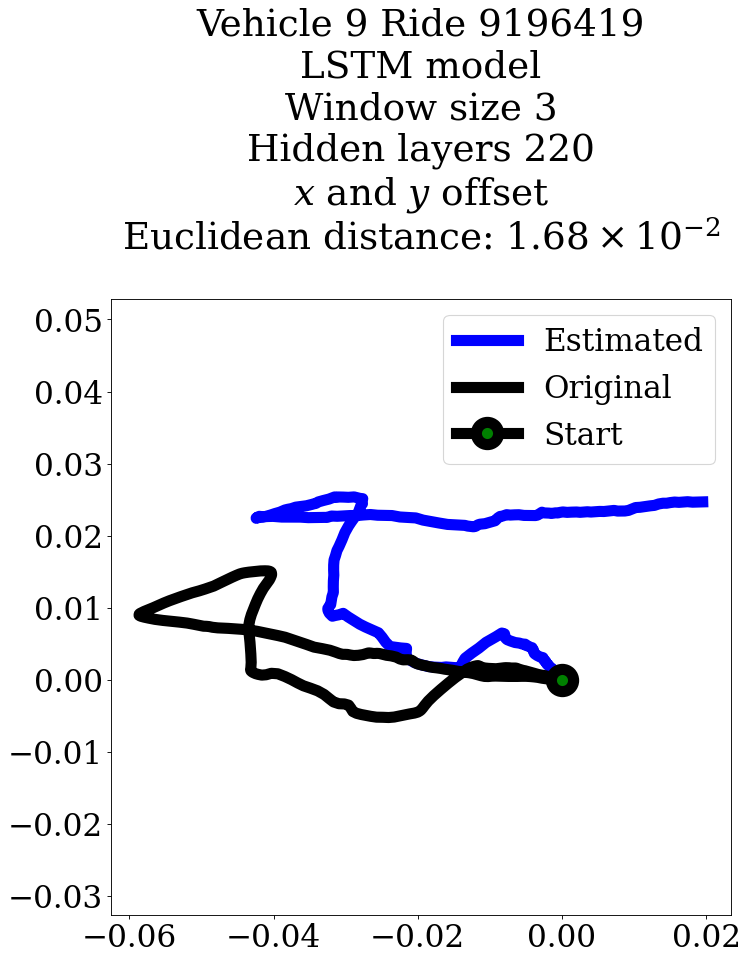 Vehicle 9 Ride 9196419
LSTM model
Window size 3
Hidden layers 220
x and y offset
Euclidean distance: 1.68 × 10⁻²
Estimated
Original
Start
0.05
0.04
0.03
0.02
0.01
0.00
−0.01
−0.02
−0.03
−0.06 −0.04 −0.02 0.00 0.02